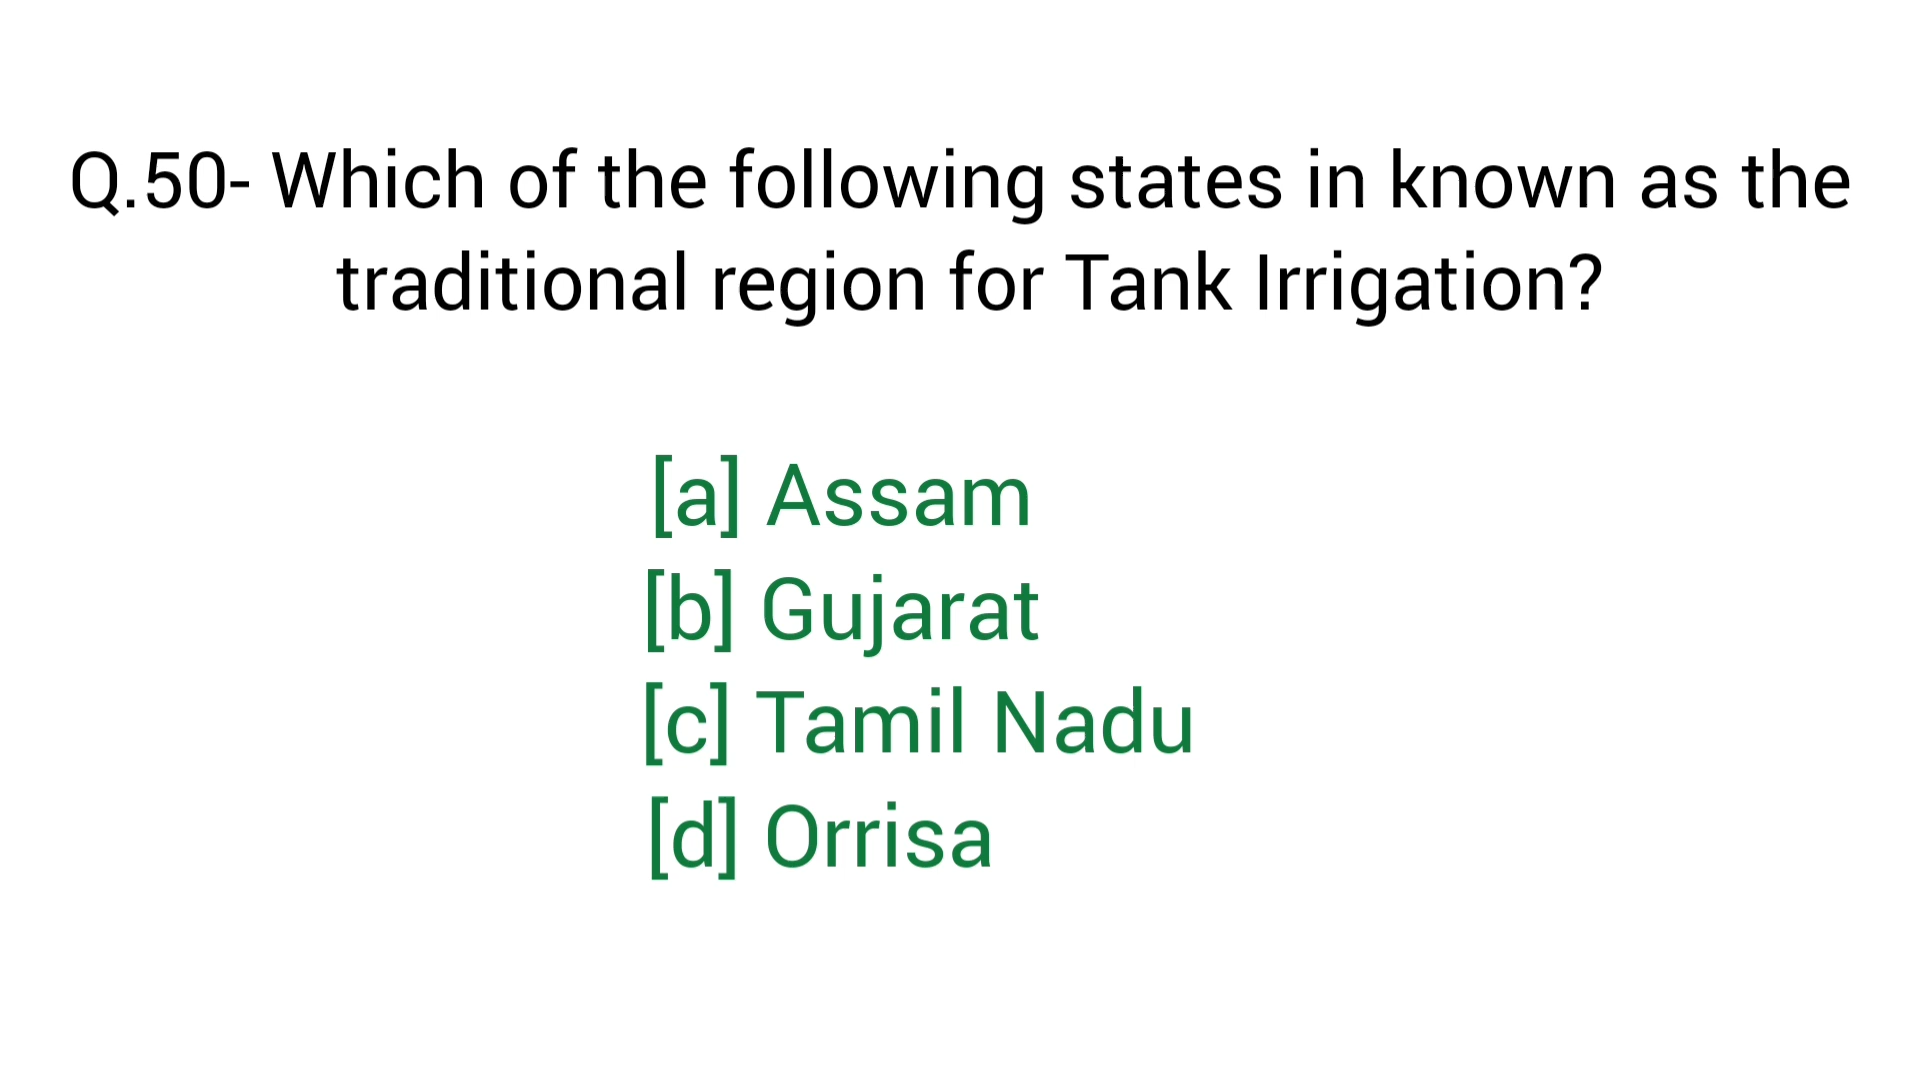 Q.50- Which of the following states in known as the
traditional region for Tank Irrigation?
[a] Assam
[b] Gujarat
[c] Tamil Nadu
[d] Orrisa